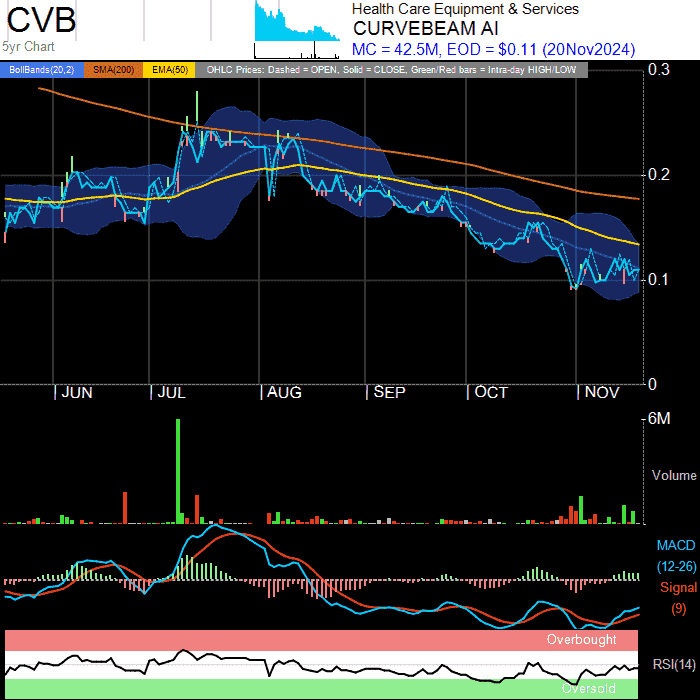 CVB
5yr Chart
Health Care Equipment & Services
CURVEBEAM AI
MC = 42.5M, EOD = $0.11 (20Nov2024)
BollBands(20,2) SMA(200) EMA(50) OHLC Prices: Dashed = OPEN, Solid = CLOSE, Green/Red bars = Intra-day HIGH/LOW
0.3
0.2
0.1
0
| JUN | JUL | AUG | SEP | OCT | NOV
6M
Volume
MACD
(12-26)
Signal
(9)
Overbought
RSI(14)
Oversold